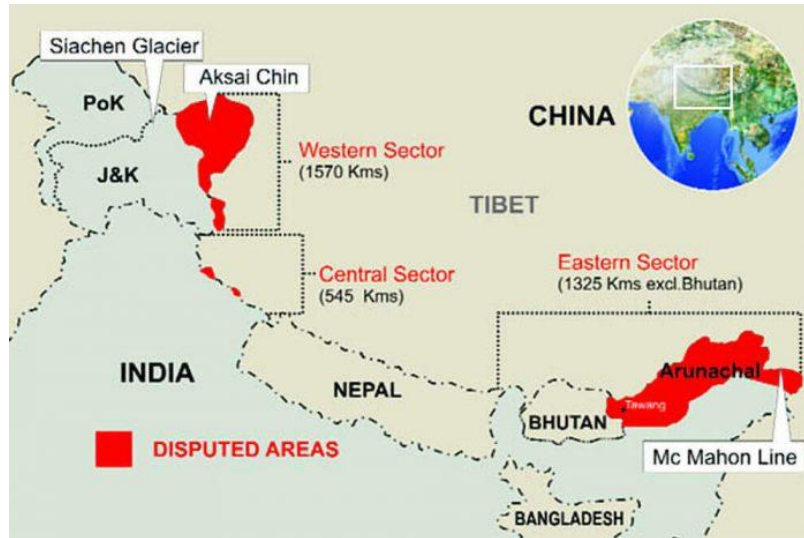 Siachen Glacier
Aksai Chin
PoK
CHINA
Western Sector
(1570 Kms)
J&K
TIBET
Central Sector
(545 Kms)
Eastern Sector
(1325 Kms excl.Bhutan)
INDIA
NEPAL
Arunachal
Tawang
BHUTAN
DISPUTED AREAS
Mc Mahon Line
BANGLADESH